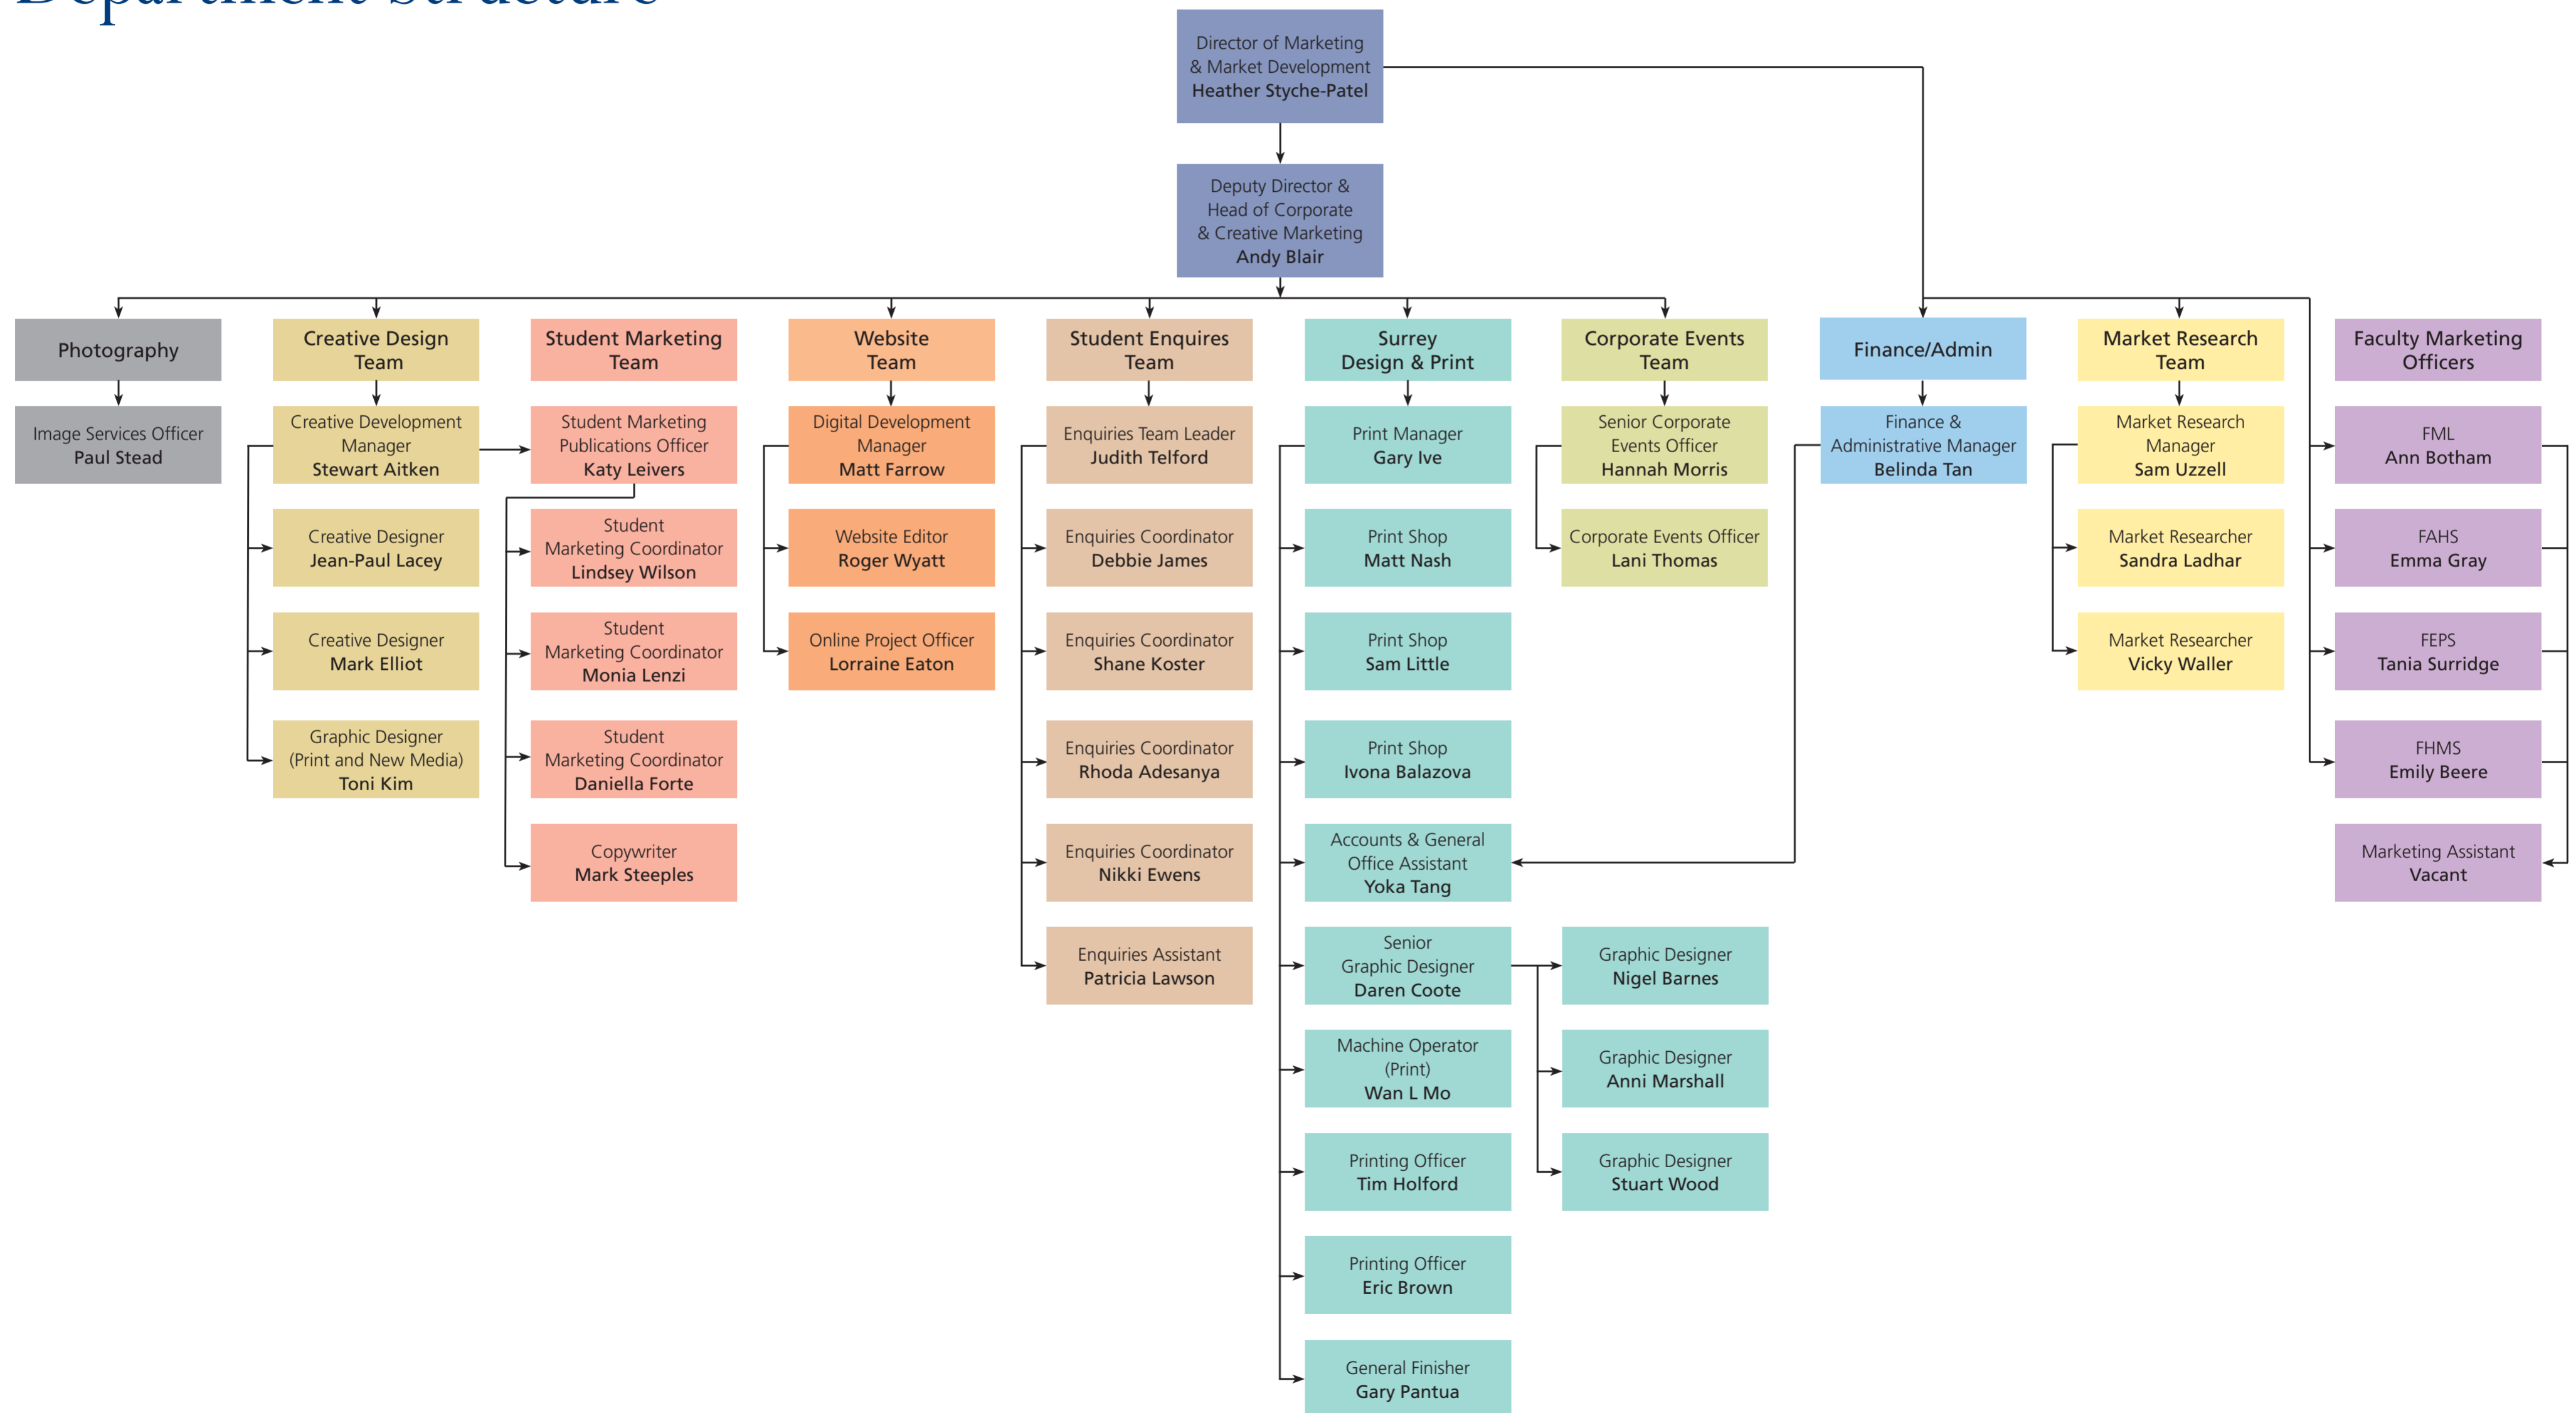 Department Structure
Director of Marketing
& Market Development
Heather Styche-Patel
Deputy Director &
Head of Corporate
& Creative Marketing
Andy Blair
Photography
Image Services Officer
Paul Stead
Creative Design
Team
Creative Development
Manager
Stewart Aitken
Creative Designer
Jean-Paul Lacey
Creative Designer
Mark Elliot
Graphic Designer
(Print and New Media)
Toni Kim
Student Marketing
Team
Student Marketing
Publications Officer
Katy Leivers
Student
Marketing Coordinator
Lindsey Wilson
Student
Marketing Coordinator
Monia Lenzi
Student
Marketing Coordinator
Daniella Forte
Copywriter
Mark Steeples
Website
Team
Digital Development
Manager
Matt Farrow
Website Editor
Roger Wyatt
Online Project Officer
Lorraine Eaton
Student Enquires
Team
Enquiries Team Leader
Judith Telford
Enquiries Coordinator
Debbie James
Enquiries Coordinator
Shane Koster
Enquiries Coordinator
Rhoda Adesanya
Enquiries Coordinator
Nikki Ewens
Enquiries Assistant
Patricia Lawson
Surrey
Design & Print
Print Manager
Gary Ive
Print Shop
Matt Nash
Print Shop
Sam Little
Print Shop
Ivona Balazova
Accounts & General
Office Assistant
Yoka Tang
Senior
Graphic Designer
Daren Coote
Machine Operator
(Print)
Wan L Mo
Printing Officer
Tim Holford
Printing Officer
Eric Brown
General Finisher
Gary Pantua
Graphic Designer
Nigel Barnes
Graphic Designer
Anni Marshall
Graphic Designer
Stuart Wood
Corporate Events
Team
Senior Corporate
Events Officer
Hannah Morris
Corporate Events Officer
Lani Thomas
Finance/Admin
Finance &
Administrative Manager
Belinda Tan
Market Research
Team
Market Research
Manager
Sam Uzzell
Market Researcher
Sandra Ladhar
Market Researcher
Vicky Waller
Faculty Marketing
Officers
FML
Ann Botham
FAHS
Emma Gray
FEPS
Tania Surridge
FHMS
Emily Beere
Marketing Assistant
Vacant